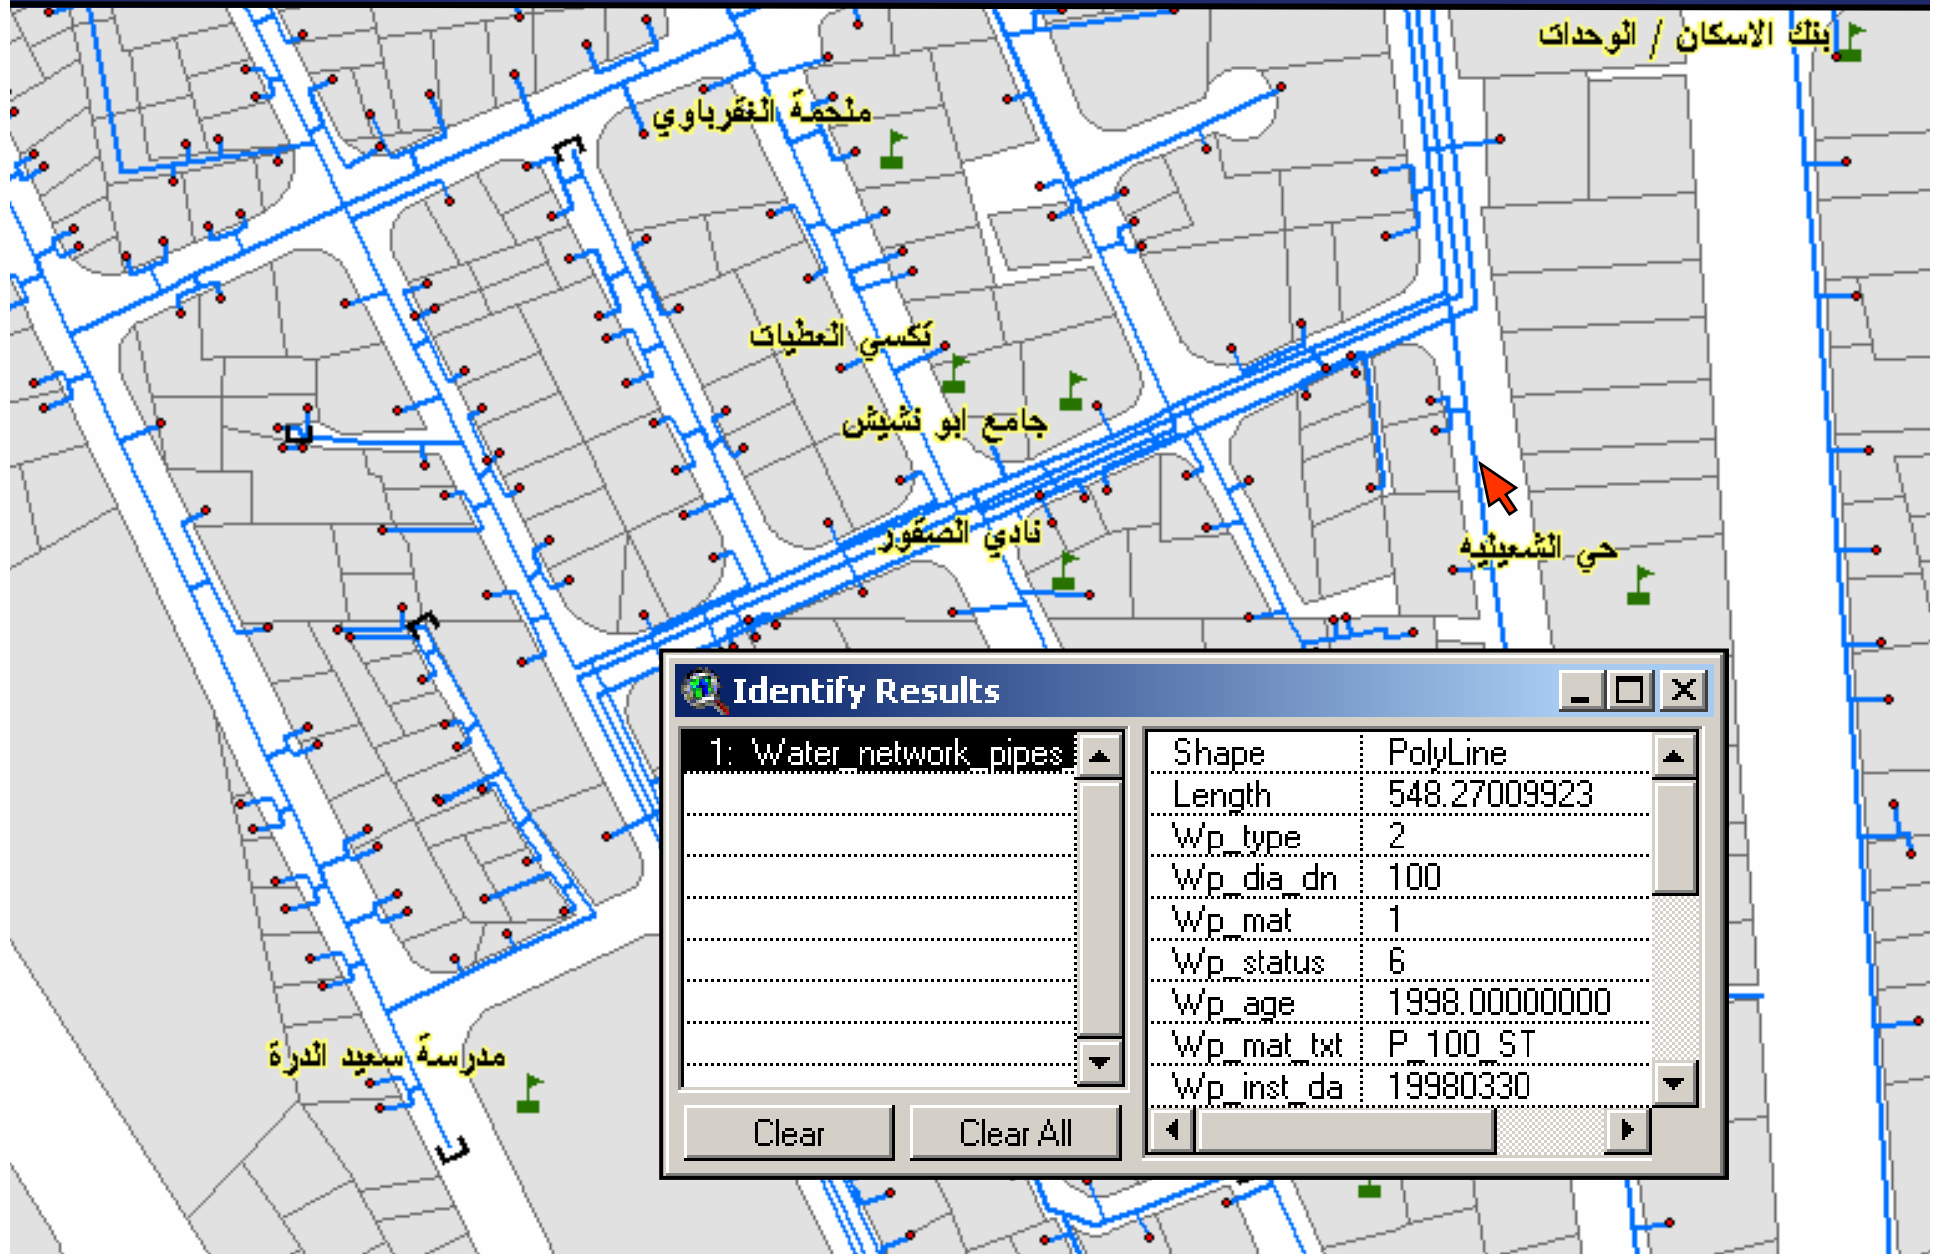 بنك الاسكان / الوحدات
ملحمة الغقرباوي
تكسي العطيات
جامع ابو نشيش
نادي الصقور
حي الشعيليه
مدرسة سعيد الدرة
Identify Results
1: Water_network_pipes
Shape PolyLine
Length 548.27009923
Wp_type 2
Wp_dia_dn 100
Wp_mat 1
Wp_status 6
Wp_age 1998.00000000
Wp_mat_txt P_100_ST
Wp_inst_da 19980330
Clear Clear All